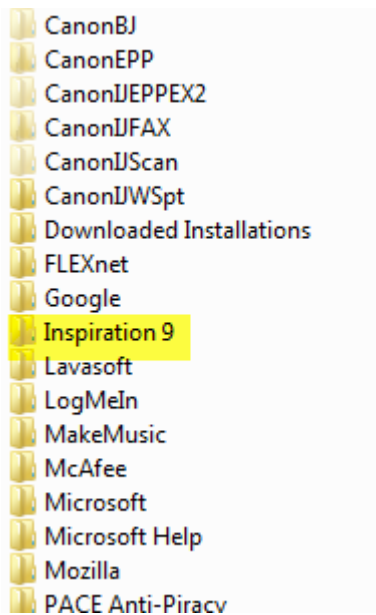 CanonBJ
CanonEPP
CanonIJEPPEX2
CanonIJFAX
CanonIJScan
CanonIJWSpt
Downloaded Installations
FLEXnet
Google
Inspiration 9
Lavasoft
LogMeIn
MakeMusic
McAfee
Microsoft
Microsoft Help
Mozilla
PACE Anti-Piracy